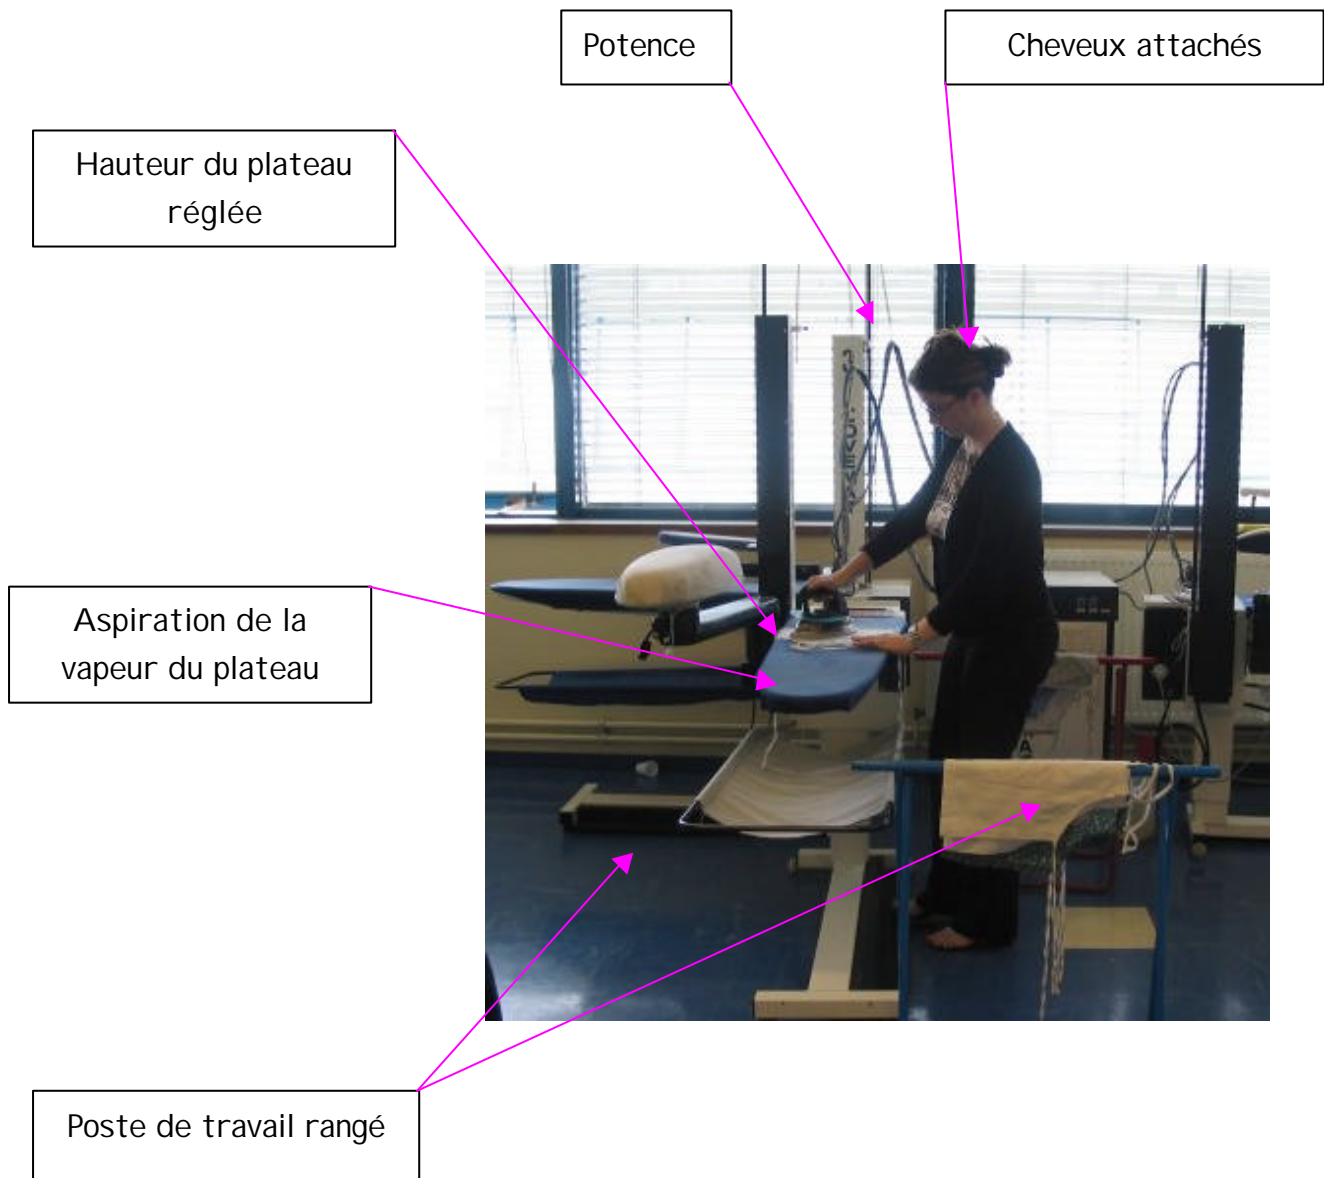 Potence
Cheveux attachés
Hauteur du plateau
réglée
Aspiration de la
vapeur du plateau
Poste de travail rangé